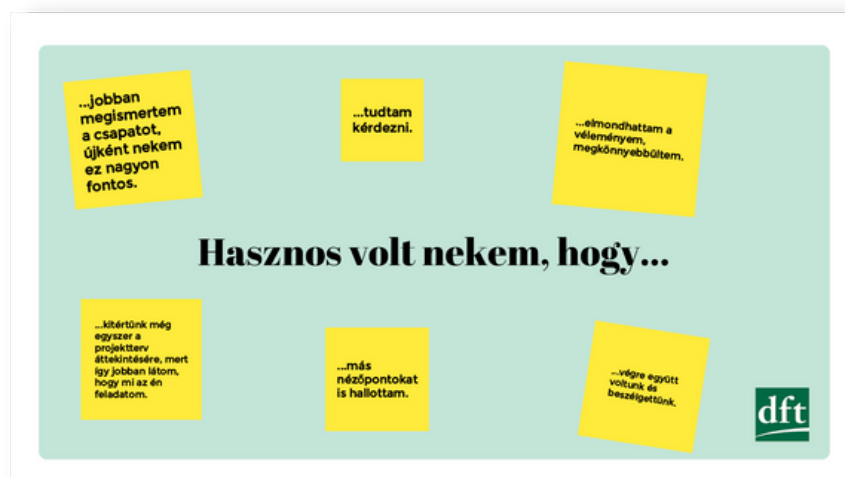 ...jobban
megismertem
a csapatot,
újként nekem
ez nagyon
fontos.
...tudtam
kérdezni.
...elmondhattam a
véleményem,
megkönnyebbültem.
Hasznos volt nekem, hogy...
...kitértünk még
egyszer a
projektterv
áttekintésére, mert
így jobban látom,
hogy mi az én
feladatom.
...más
nézőpontokat
is hallottam.
...végre együtt
voltunk és
beszélgettünk.
dft